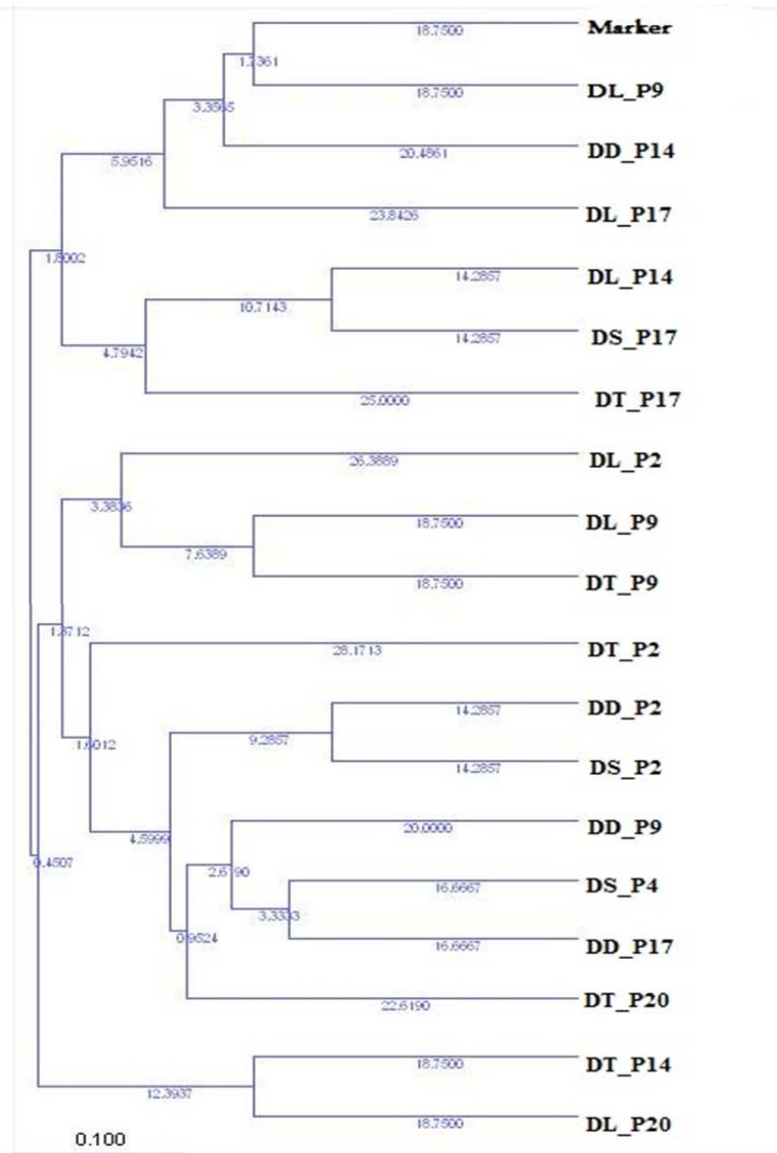 18.7500 Marker
1.7361
18.7500 DL_P9
3.3565
20.4861 DD_P14
5.9516
23.8426 DL_P17
1.8002
14.2857 DL_P14
10.7143
14.2857 DS_P17
4.7942
25.0000 DT_P17
26.3889 DL_P2
3.3836
18.7500 DL_P9
7.6389
18.7500 DT_P9
1.8712
28.1713 DT_P2
14.2857 DD_P2
1.6012
9.2857
14.2857 DS_P2
20.0000 DD_P9
4.5999
0.4507
2.6190
16.6667 DS_P4
3.3333
0.9524
16.6667 DD_P17
22.6190 DT_P20
18.7500 DT_P14
12.3937
18.7500 DL_P20
0.100